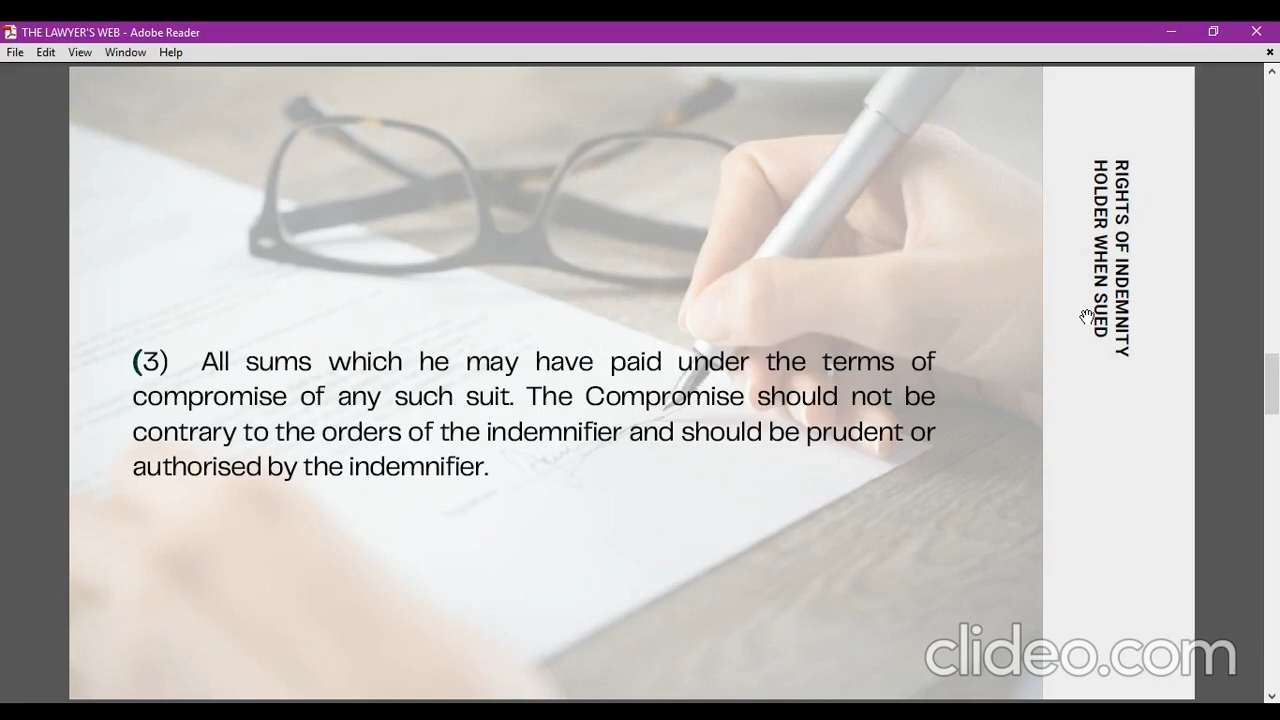 THE LAWYER'S WEB - Adobe Reader
File Edit View Window Help
RIGHTS OF INDEMNITY
HOLDER WHEN SUED
(3) All sums which he may have paid under the terms of
compromise of any such suit. The Compromise should not be
contrary to the orders of the indemnifier and should be prudent or
authorised by the indemnifier.
clideo.com